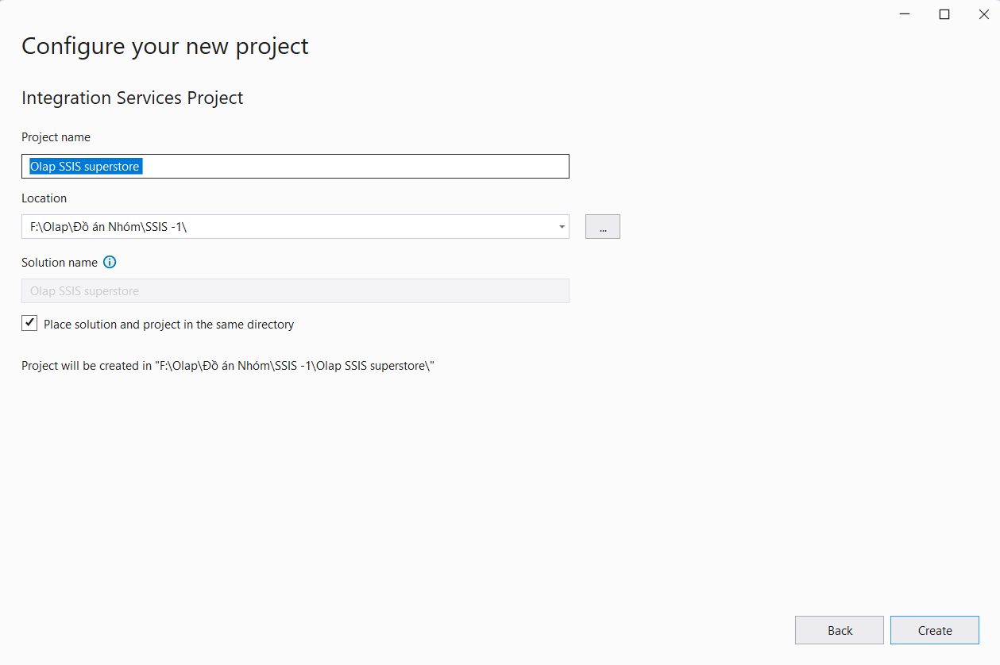 Configure your new project
Integration Services Project
Project name
Olap SSIS superstore
Location
F:\Olap\Đồ án Nhóm\SSIS -1\
...
Solution name
Olap SSIS superstore
Place solution and project in the same directory
Project will be created in "F:\Olap\Đồ án Nhóm\SSIS -1\Olap SSIS superstore\"
Back
Create